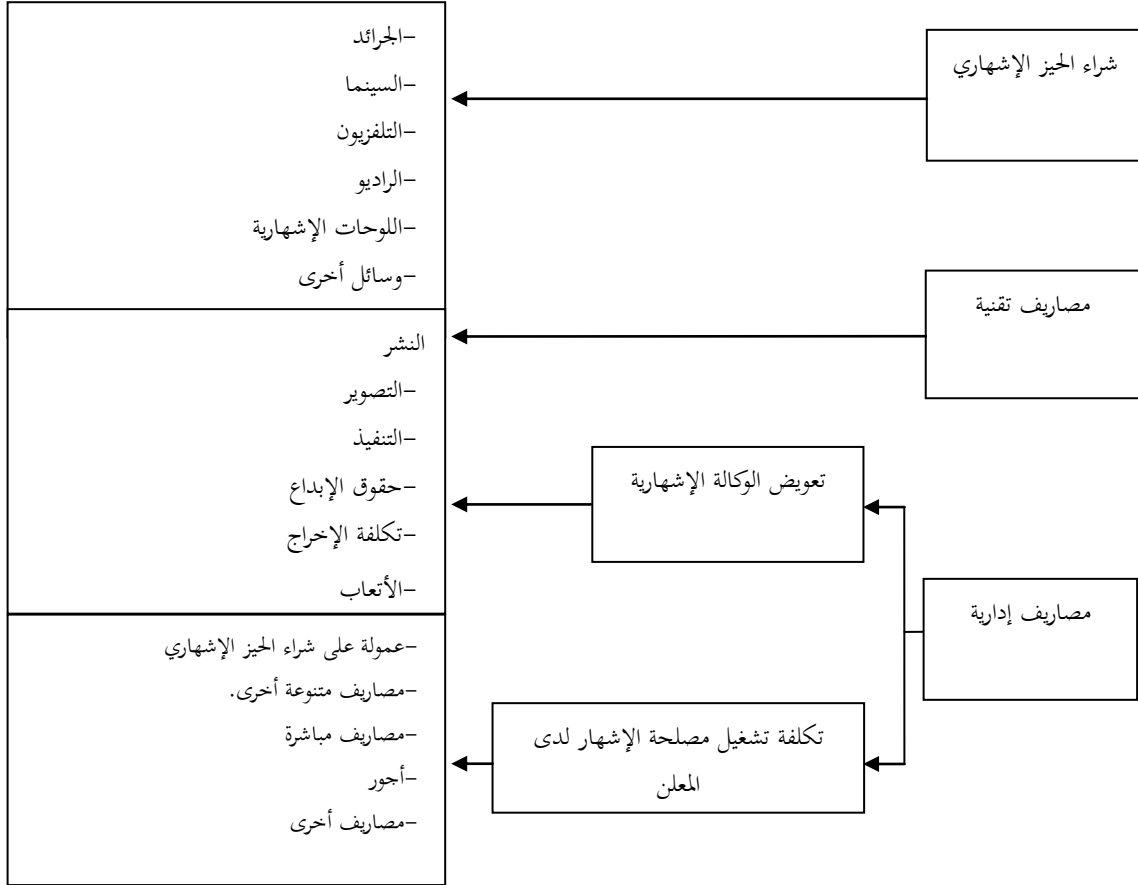 شراء الحيز الإشهاري
–الجرائد
–السينما
–التلفزيون
–الراديو
–اللوحات الإشهارية
–وسائل أخرى
مصاريف تقنية
النشر
–التصوير
–التنفيذ
–حقوق الإبداع
–تكلفة الإخراج
–الأتعاب
مصاريف إدارية
تعويض الوكالة الإشهارية
تكلفة تشغيل مصلحة الإشهار لدى
المعلن
–عمولة على شراء الحيز الإشهاري
–مصاريف متنوعة أخرى.
–مصاريف مباشرة
–أجور
–مصاريف أخرى